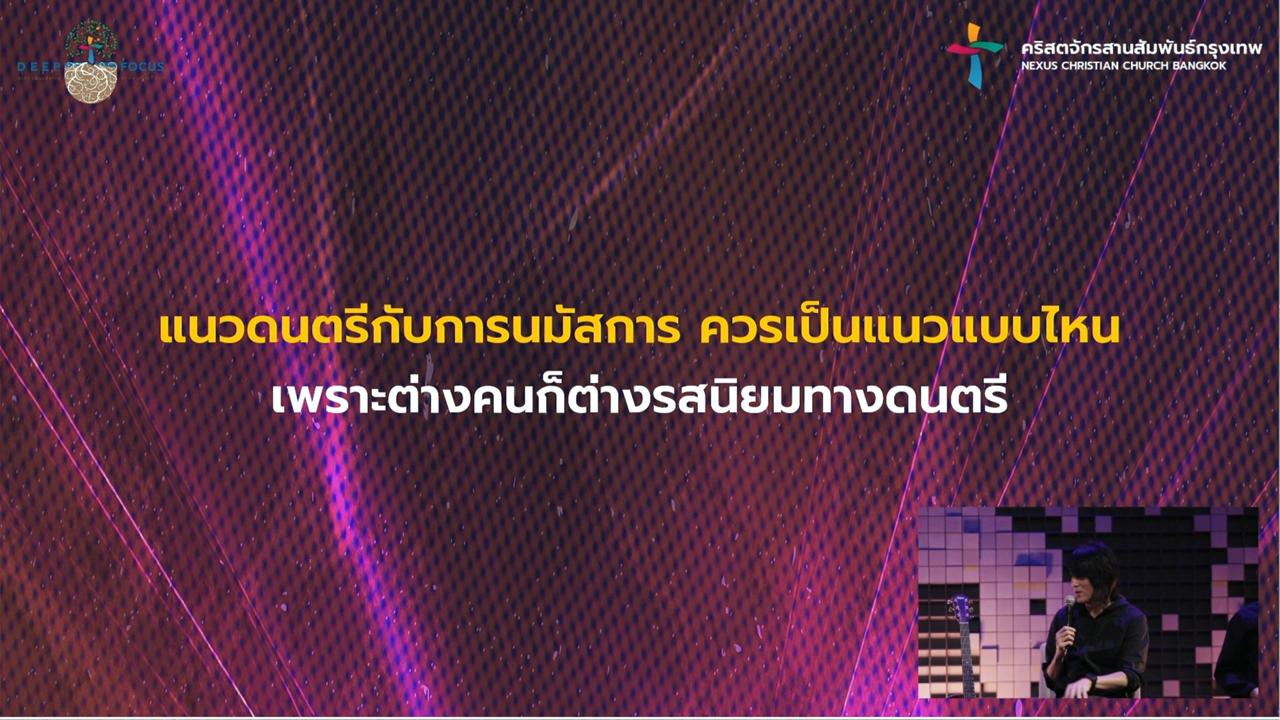 DEEP FOCUS
คริสตจักรสานสัมพันธ์กรุงเทพ
NEXUS CHRISTIAN CHURCH BANGKOK
แนวดนตรีกับการนมัสการ ควรเป็นแนวแบบไหน
เพราะต่างคนก็ต่างรสนิยมทางดนตรี